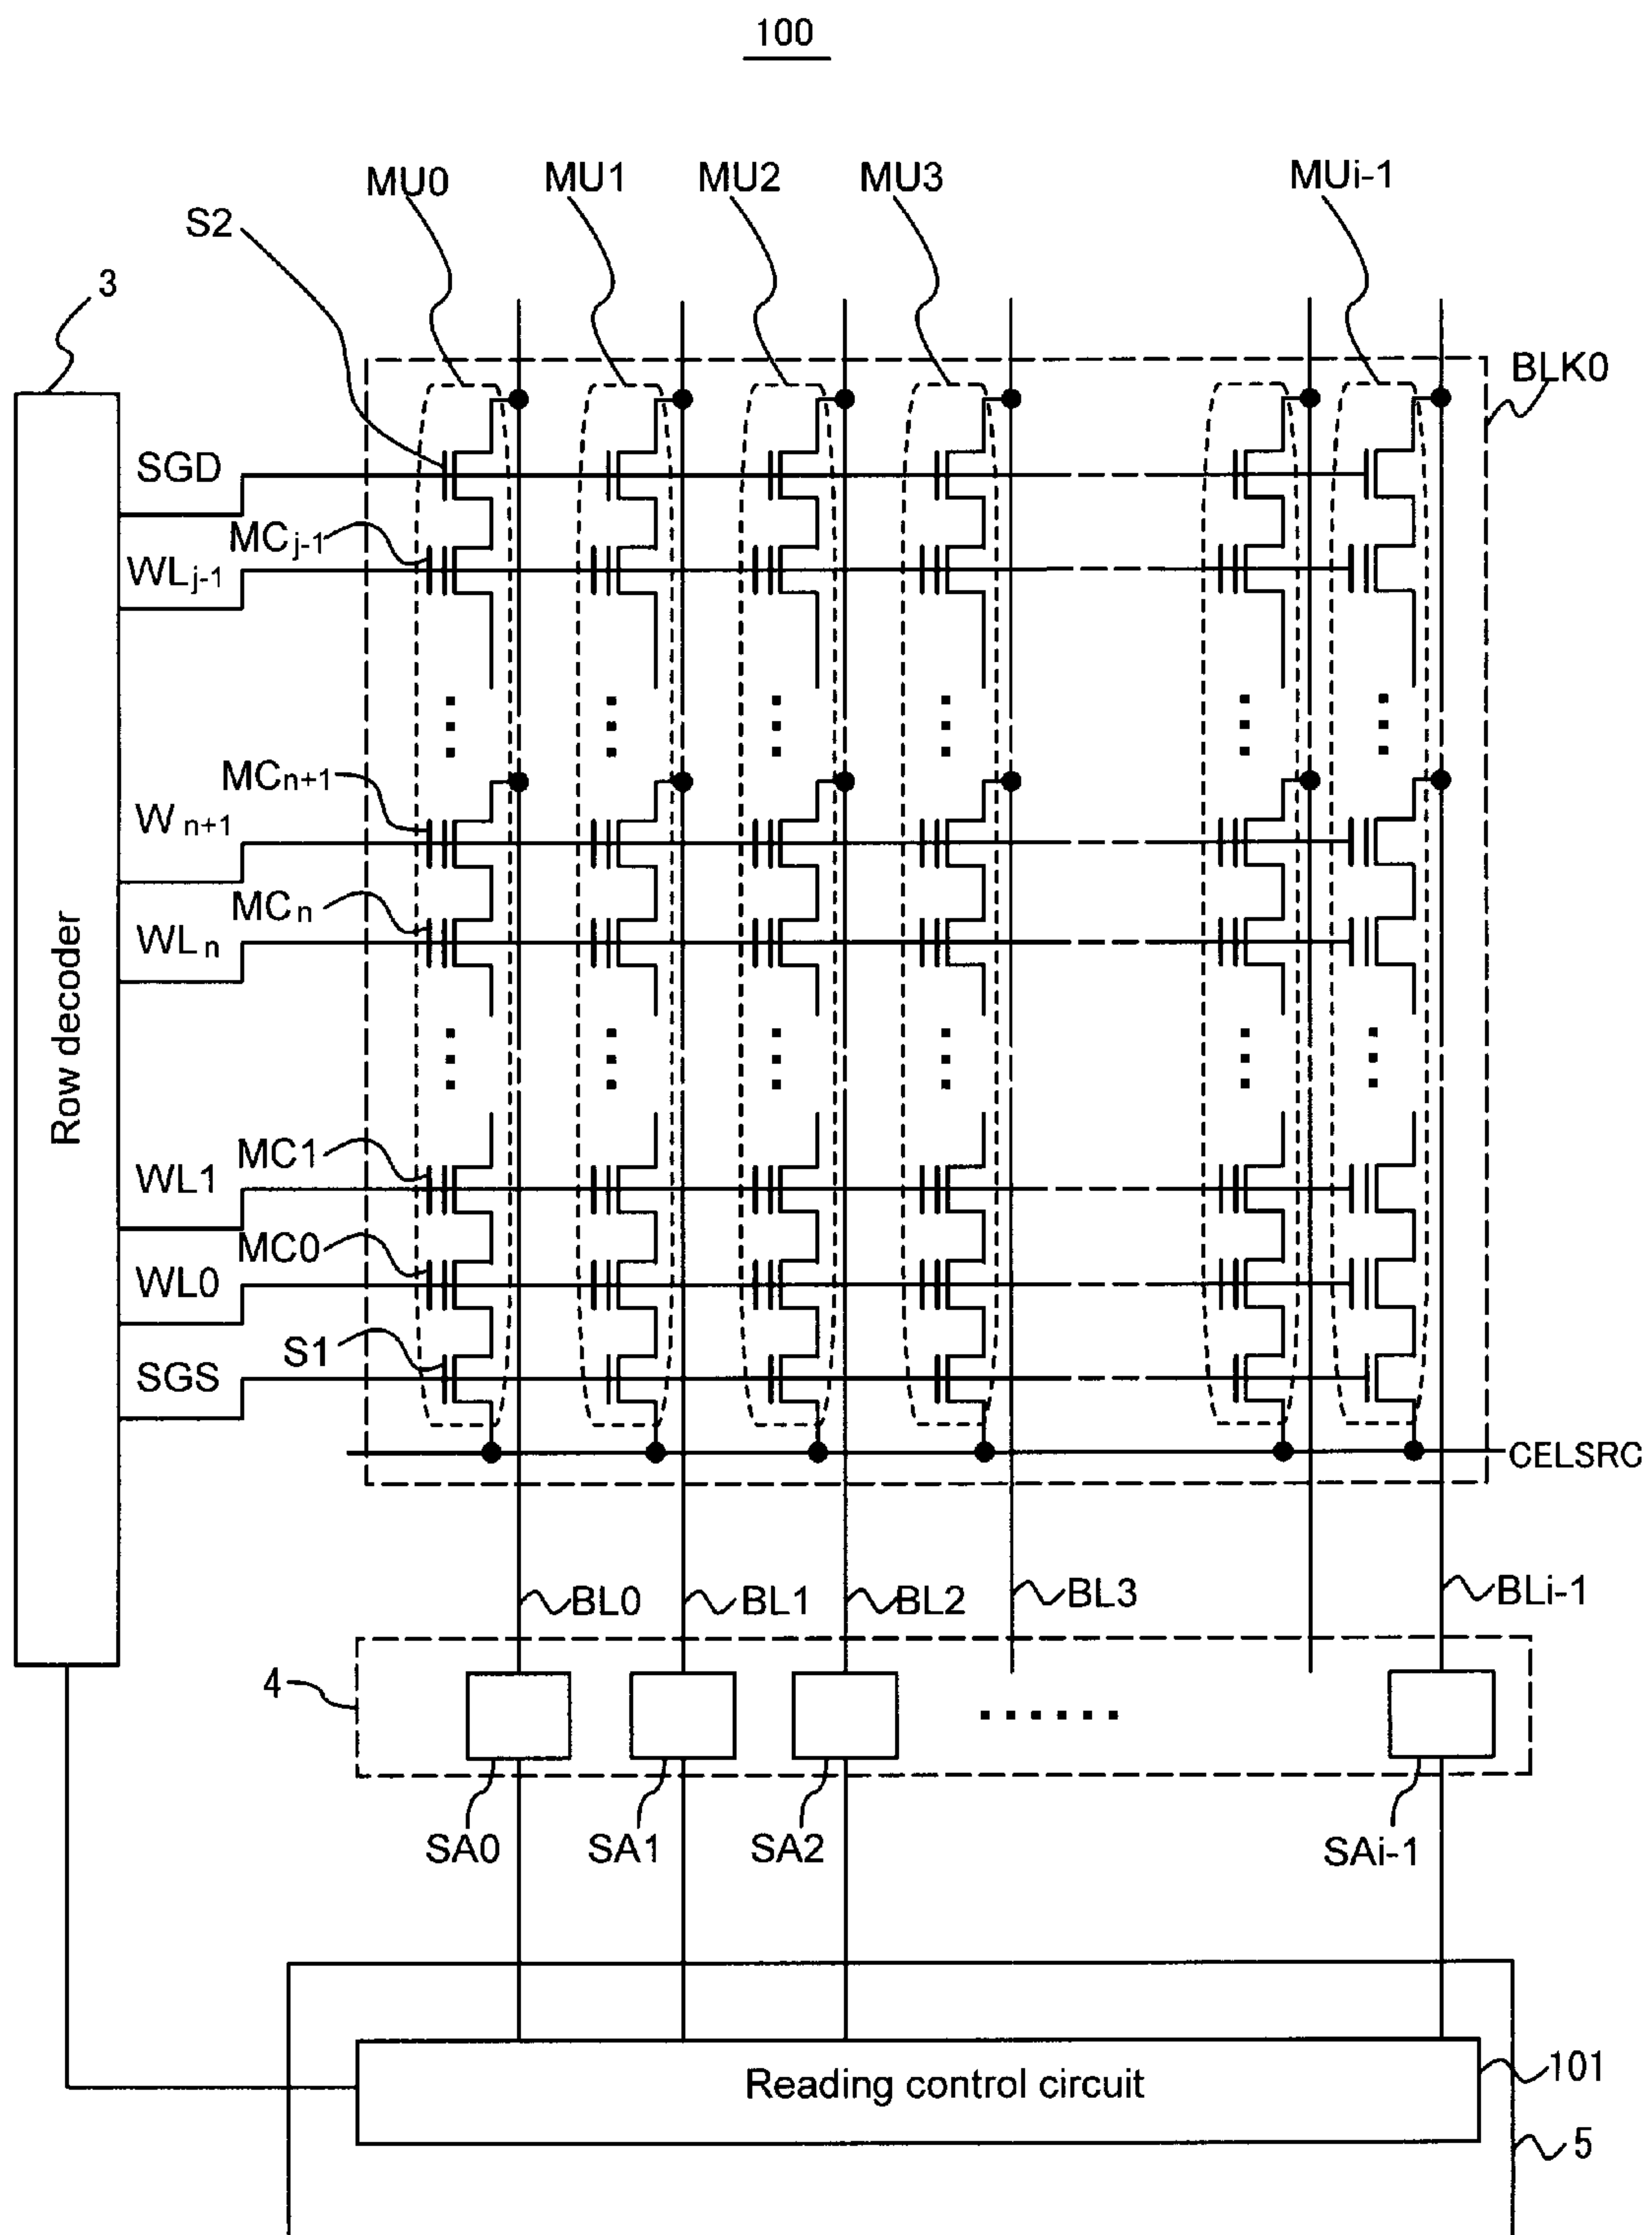 100
MU0 MU1 MU2 MU3 MUi-1
S2
3
BLK0
SGD
MCj-1
WLj-1
MCn+1
Wn+1
MCn
WLn
Row decoder
MC1
WL1
MC0
WL0
S1
SGS
CELSRC
BL0 BL1 BL2 BL3 BLi-1
4
SA0 SA1 SA2 SAi-1
Reading control circuit
101
5